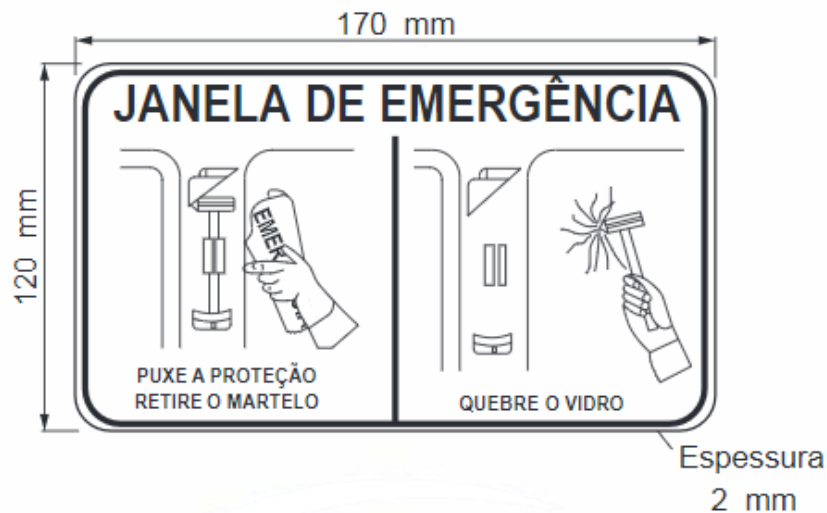 170 mm
120 mm
JANELA DE EMERGÊNCIA
EMER
PUXE A PROTEÇÃO
RETIRE O MARTELO
QUEBRE O VIDRO
Espessura
2 mm